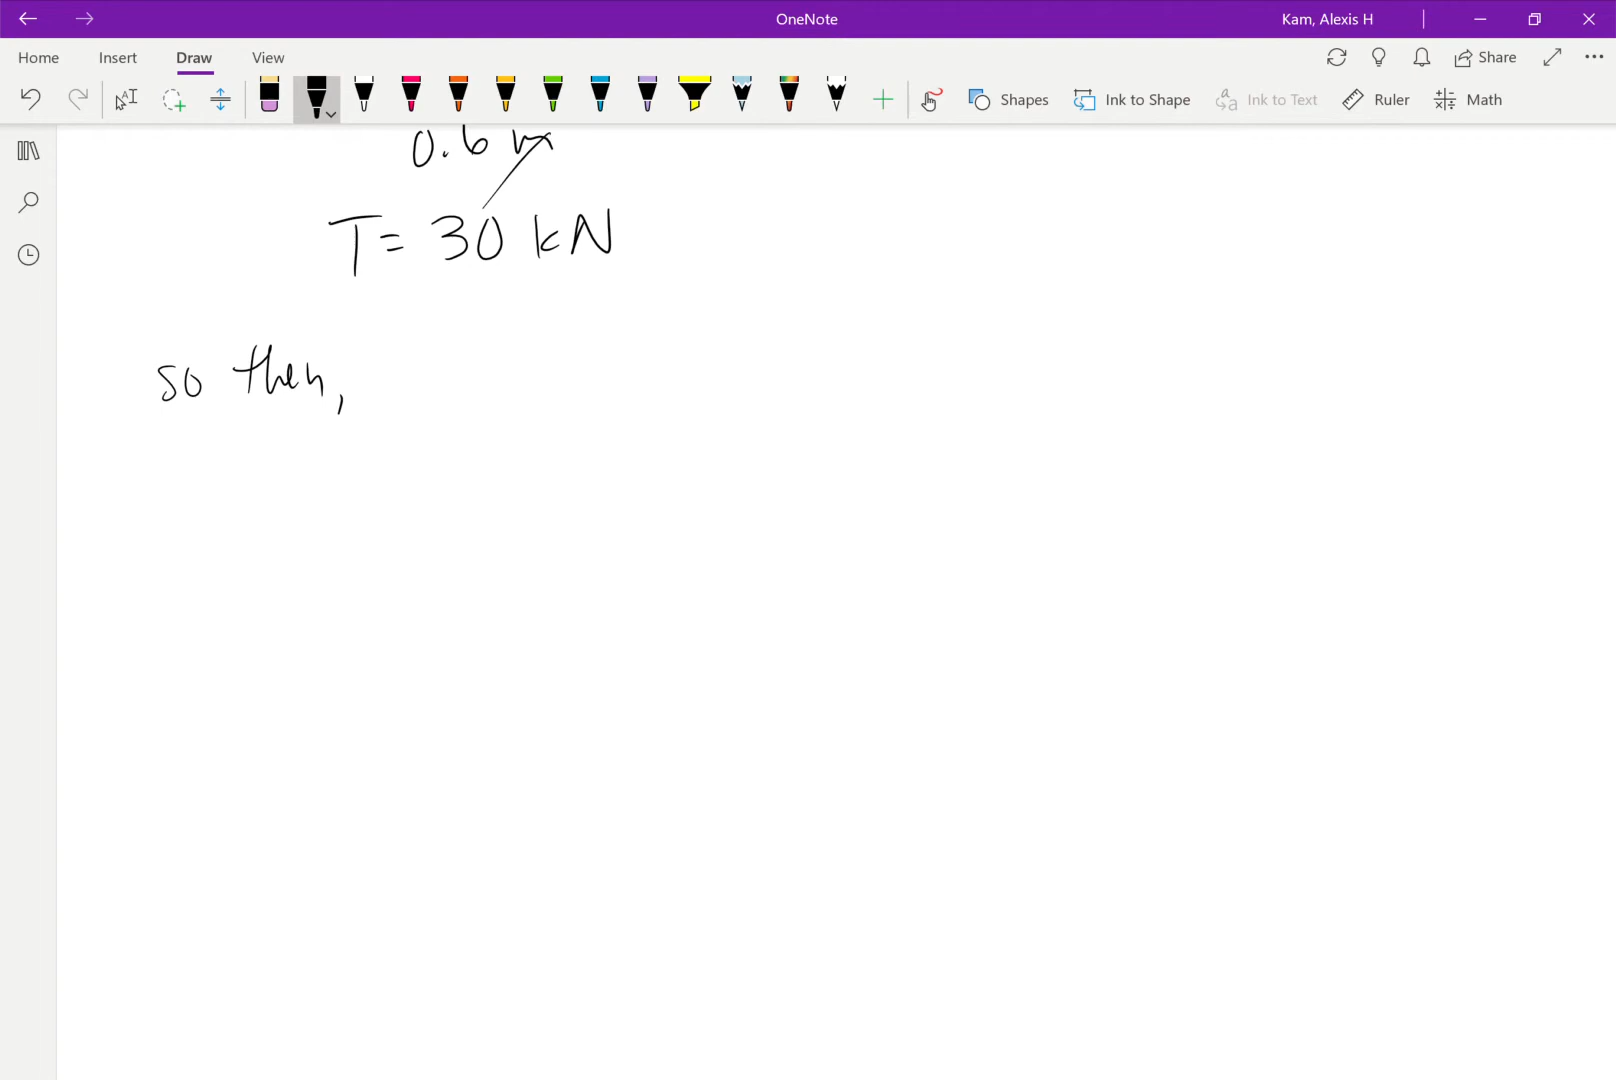 OneNote
Kam, Alexis H
Home Insert Draw View
Share
Shapes Ink to Shape Ink to Text Ruler Math
0.6 m
T= 30 kN
so then,